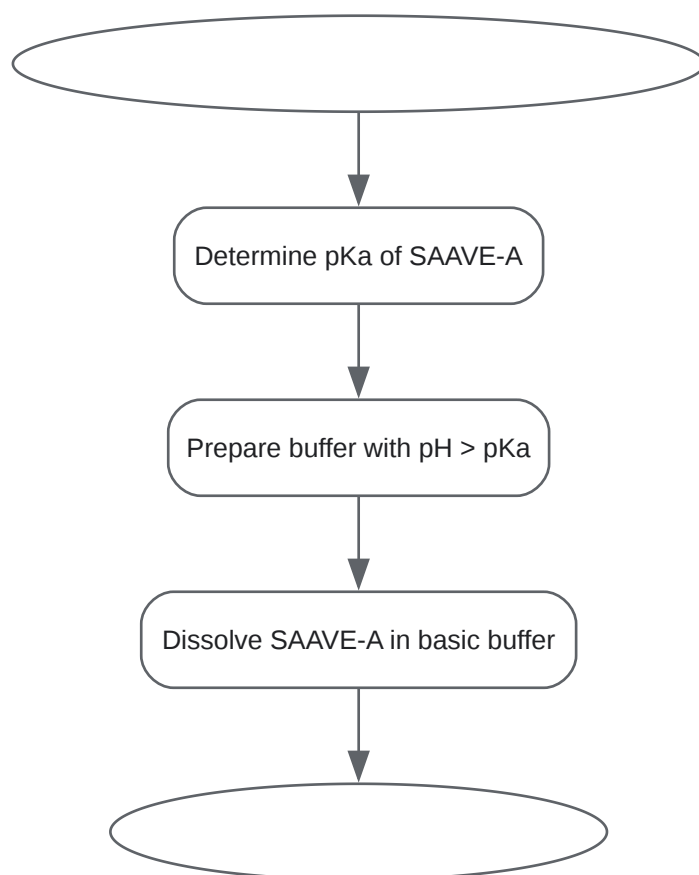 Determine pKa of SAAVE-A
Prepare buffer with pH > pKa
Dissolve SAAVE-A in basic buffer